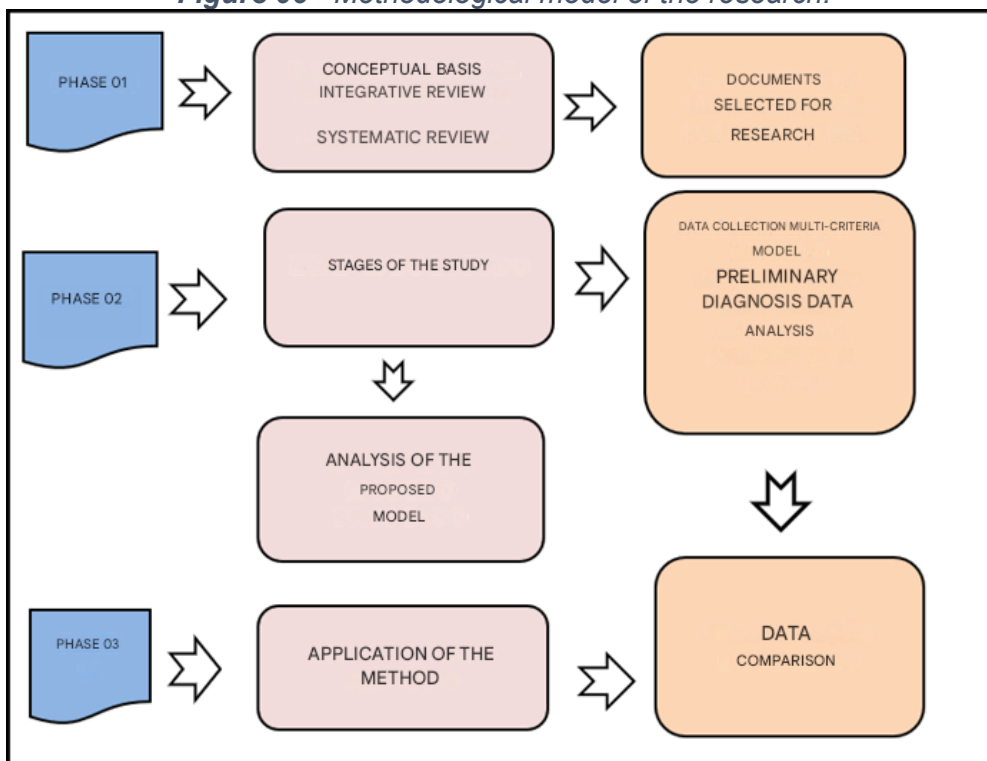 Methodological model of the research.
PHASE 01
CONCEPTUAL BASIS
INTEGRATIVE REVIEW
SYSTEMATIC REVIEW
DOCUMENTS
SELECTED FOR
RESEARCH
PHASE 02
STAGES OF THE STUDY
DATA COLLECTION MULTI-CRITERIA
MODEL
PRELIMINARY
DIAGNOSIS DATA
ANALYSIS
ANALYSIS OF THE
PROPOSED
MODEL
PHASE 03
APPLICATION OF THE
METHOD
DATA
COMPARISON